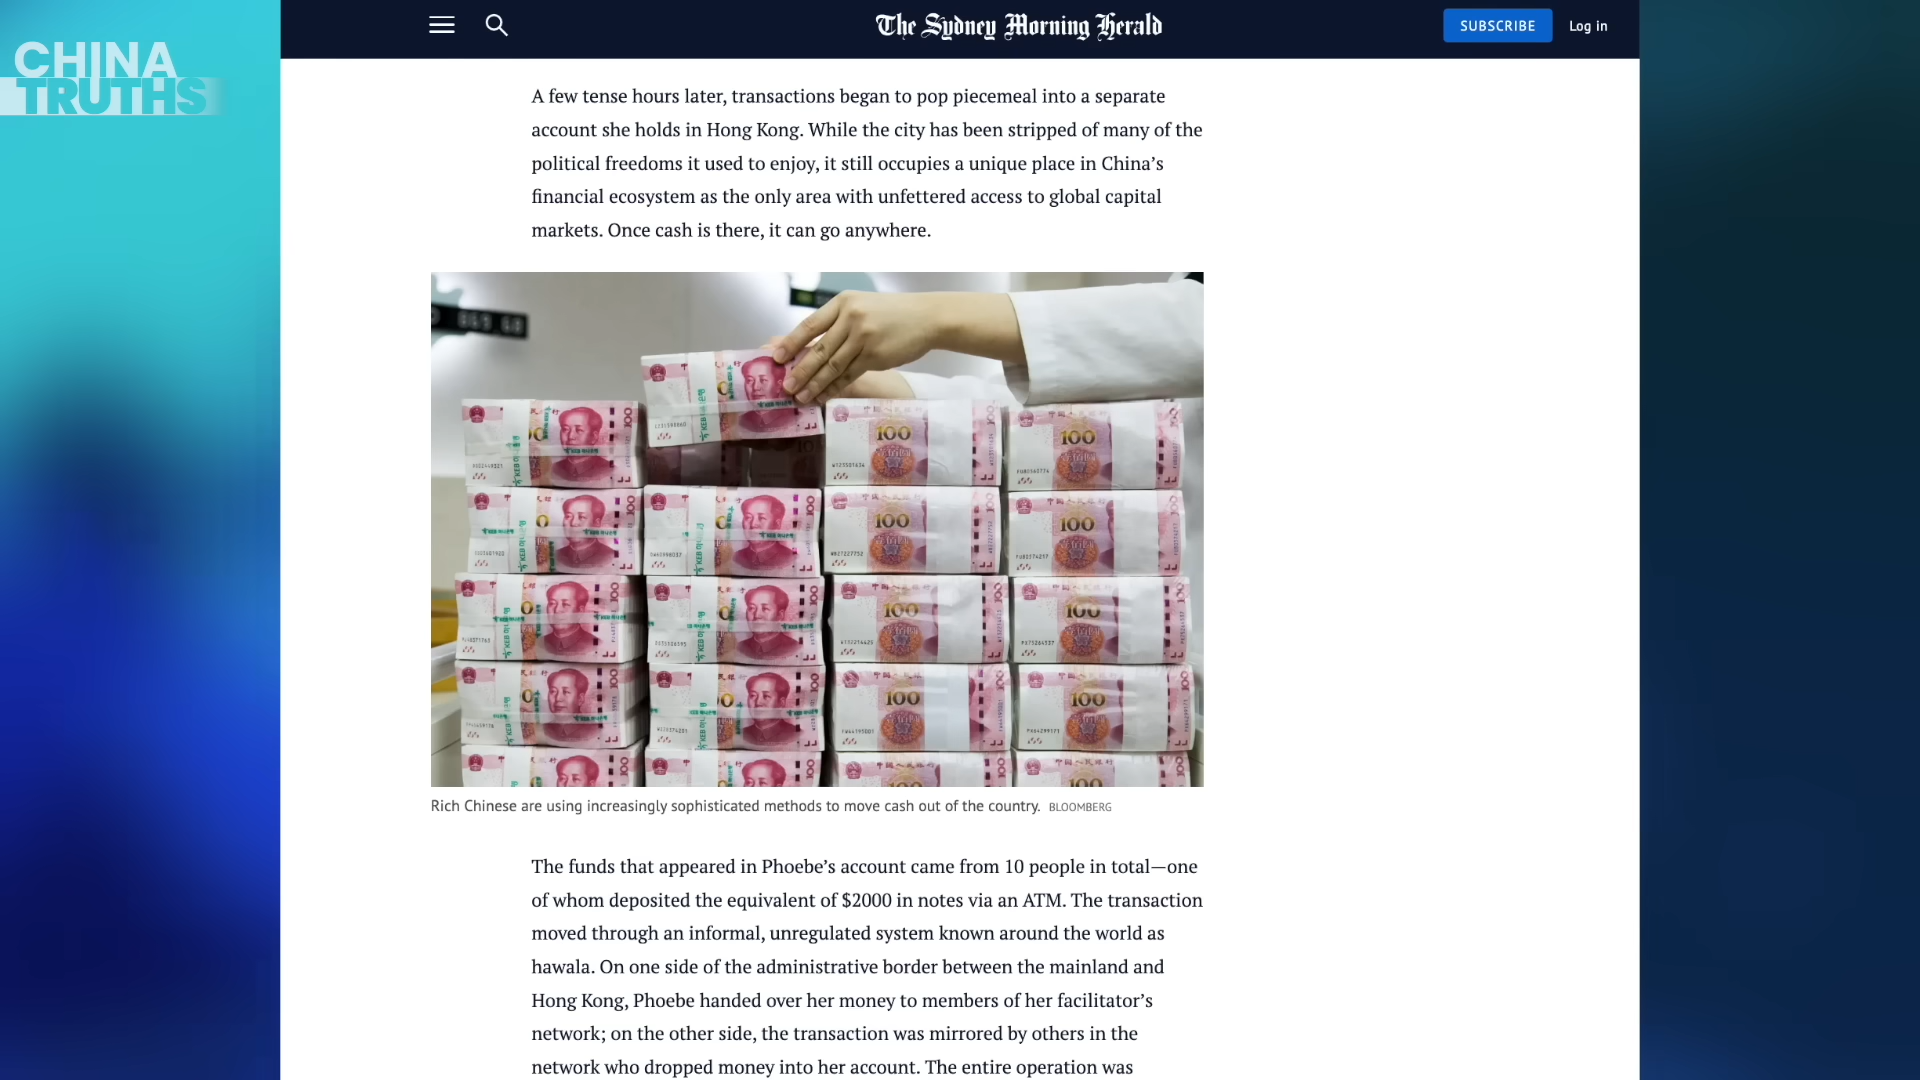 CHINA
TRUTHS
The Sydney Morning Herald
SUBSCRIBE
Log in
A few tense hours later, transactions began to pop piecemeal into a separate
account she holds in Hong Kong. While the city has been stripped of many of the
political freedoms it used to enjoy, it still occupies a unique place in China’s
financial ecosystem as the only area with unfettered access to global capital
markets. Once cash is there, it can go anywhere.
100
100
100
100
100
100
100
100
Rich Chinese are using increasingly sophisticated methods to move cash out of the country. BLOOMBERG
The funds that appeared in Phoebe’s account came from 10 people in total—one
of whom deposited the equivalent of $2000 in notes via an ATM. The transaction
moved through an informal, unregulated system known around the world as
hawala. On one side of the administrative border between the mainland and
Hong Kong, Phoebe handed over her money to members of her facilitator’s
network; on the other side, the transaction was mirrored by others in the
network who dropped money into her account. The entire operation was